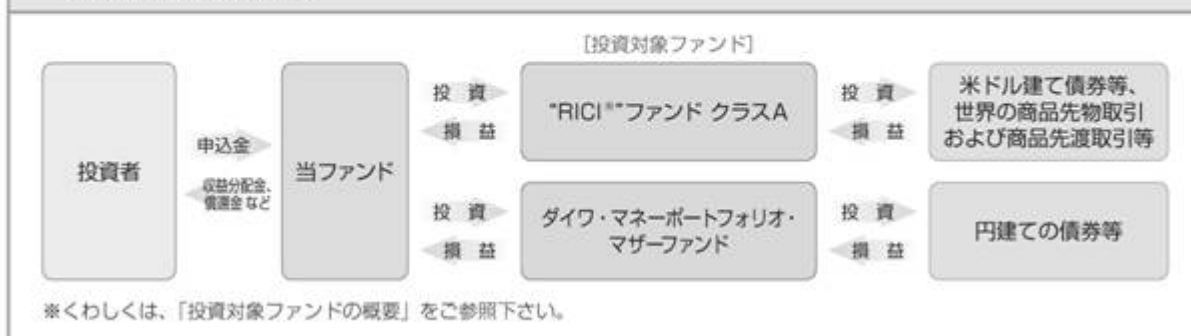 [投資対象ファンド]
投資者
申込金
収益分配金、
償還金 など
当ファンド
投 資
損 益
"RICI®"ファンド クラスA
投 資
損 益
米ドル建て債券等、
世界の商品先物取引
および商品先渡取引等
投 資
損 益
ダイワ・マネーポートフォリオ・
マザーファンド
投 資
損 益
円建ての債券等
※くわしくは、「投資対象ファンドの概要」をご参照下さい。